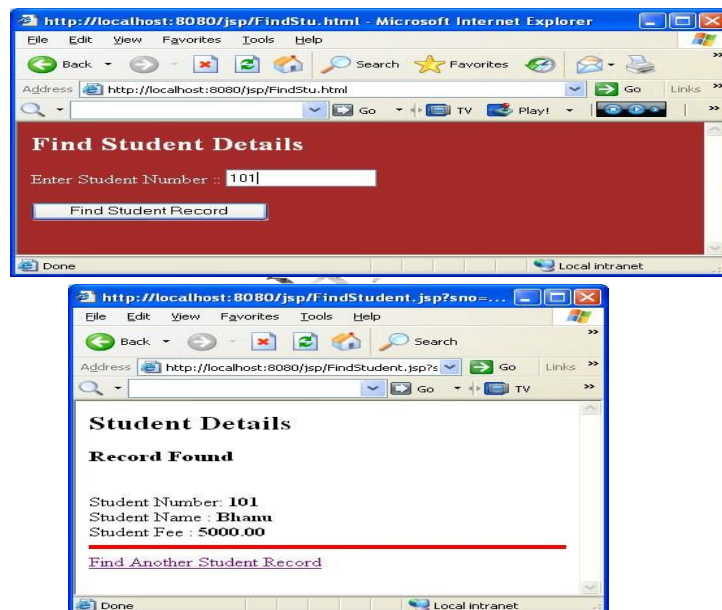 http://localhost:8080/jsp/FindStu.html - Microsoft Internet Explorer
File Edit View Favorites Tools Help
Back Search Favorites
Address http://localhost:8080/jsp/FindStu.html Go Links »
Go TV Play! »
Find Student Details
Enter Student Number :: 101
Find Student Record
Done Local intranet
http://localhost:8080/jsp/FindStudent.jsp?sno=...
File Edit View Favorites Tools Help »
Back Search
Address http://localhost:8080/jsp/FindStudent.jsp?s Go Links »
Go TV »
Student Details
Record Found
Student Number: 101
Student Name : Bhanu
Student Fee : 5000.00
Find Another Student Record
Done Local intranet